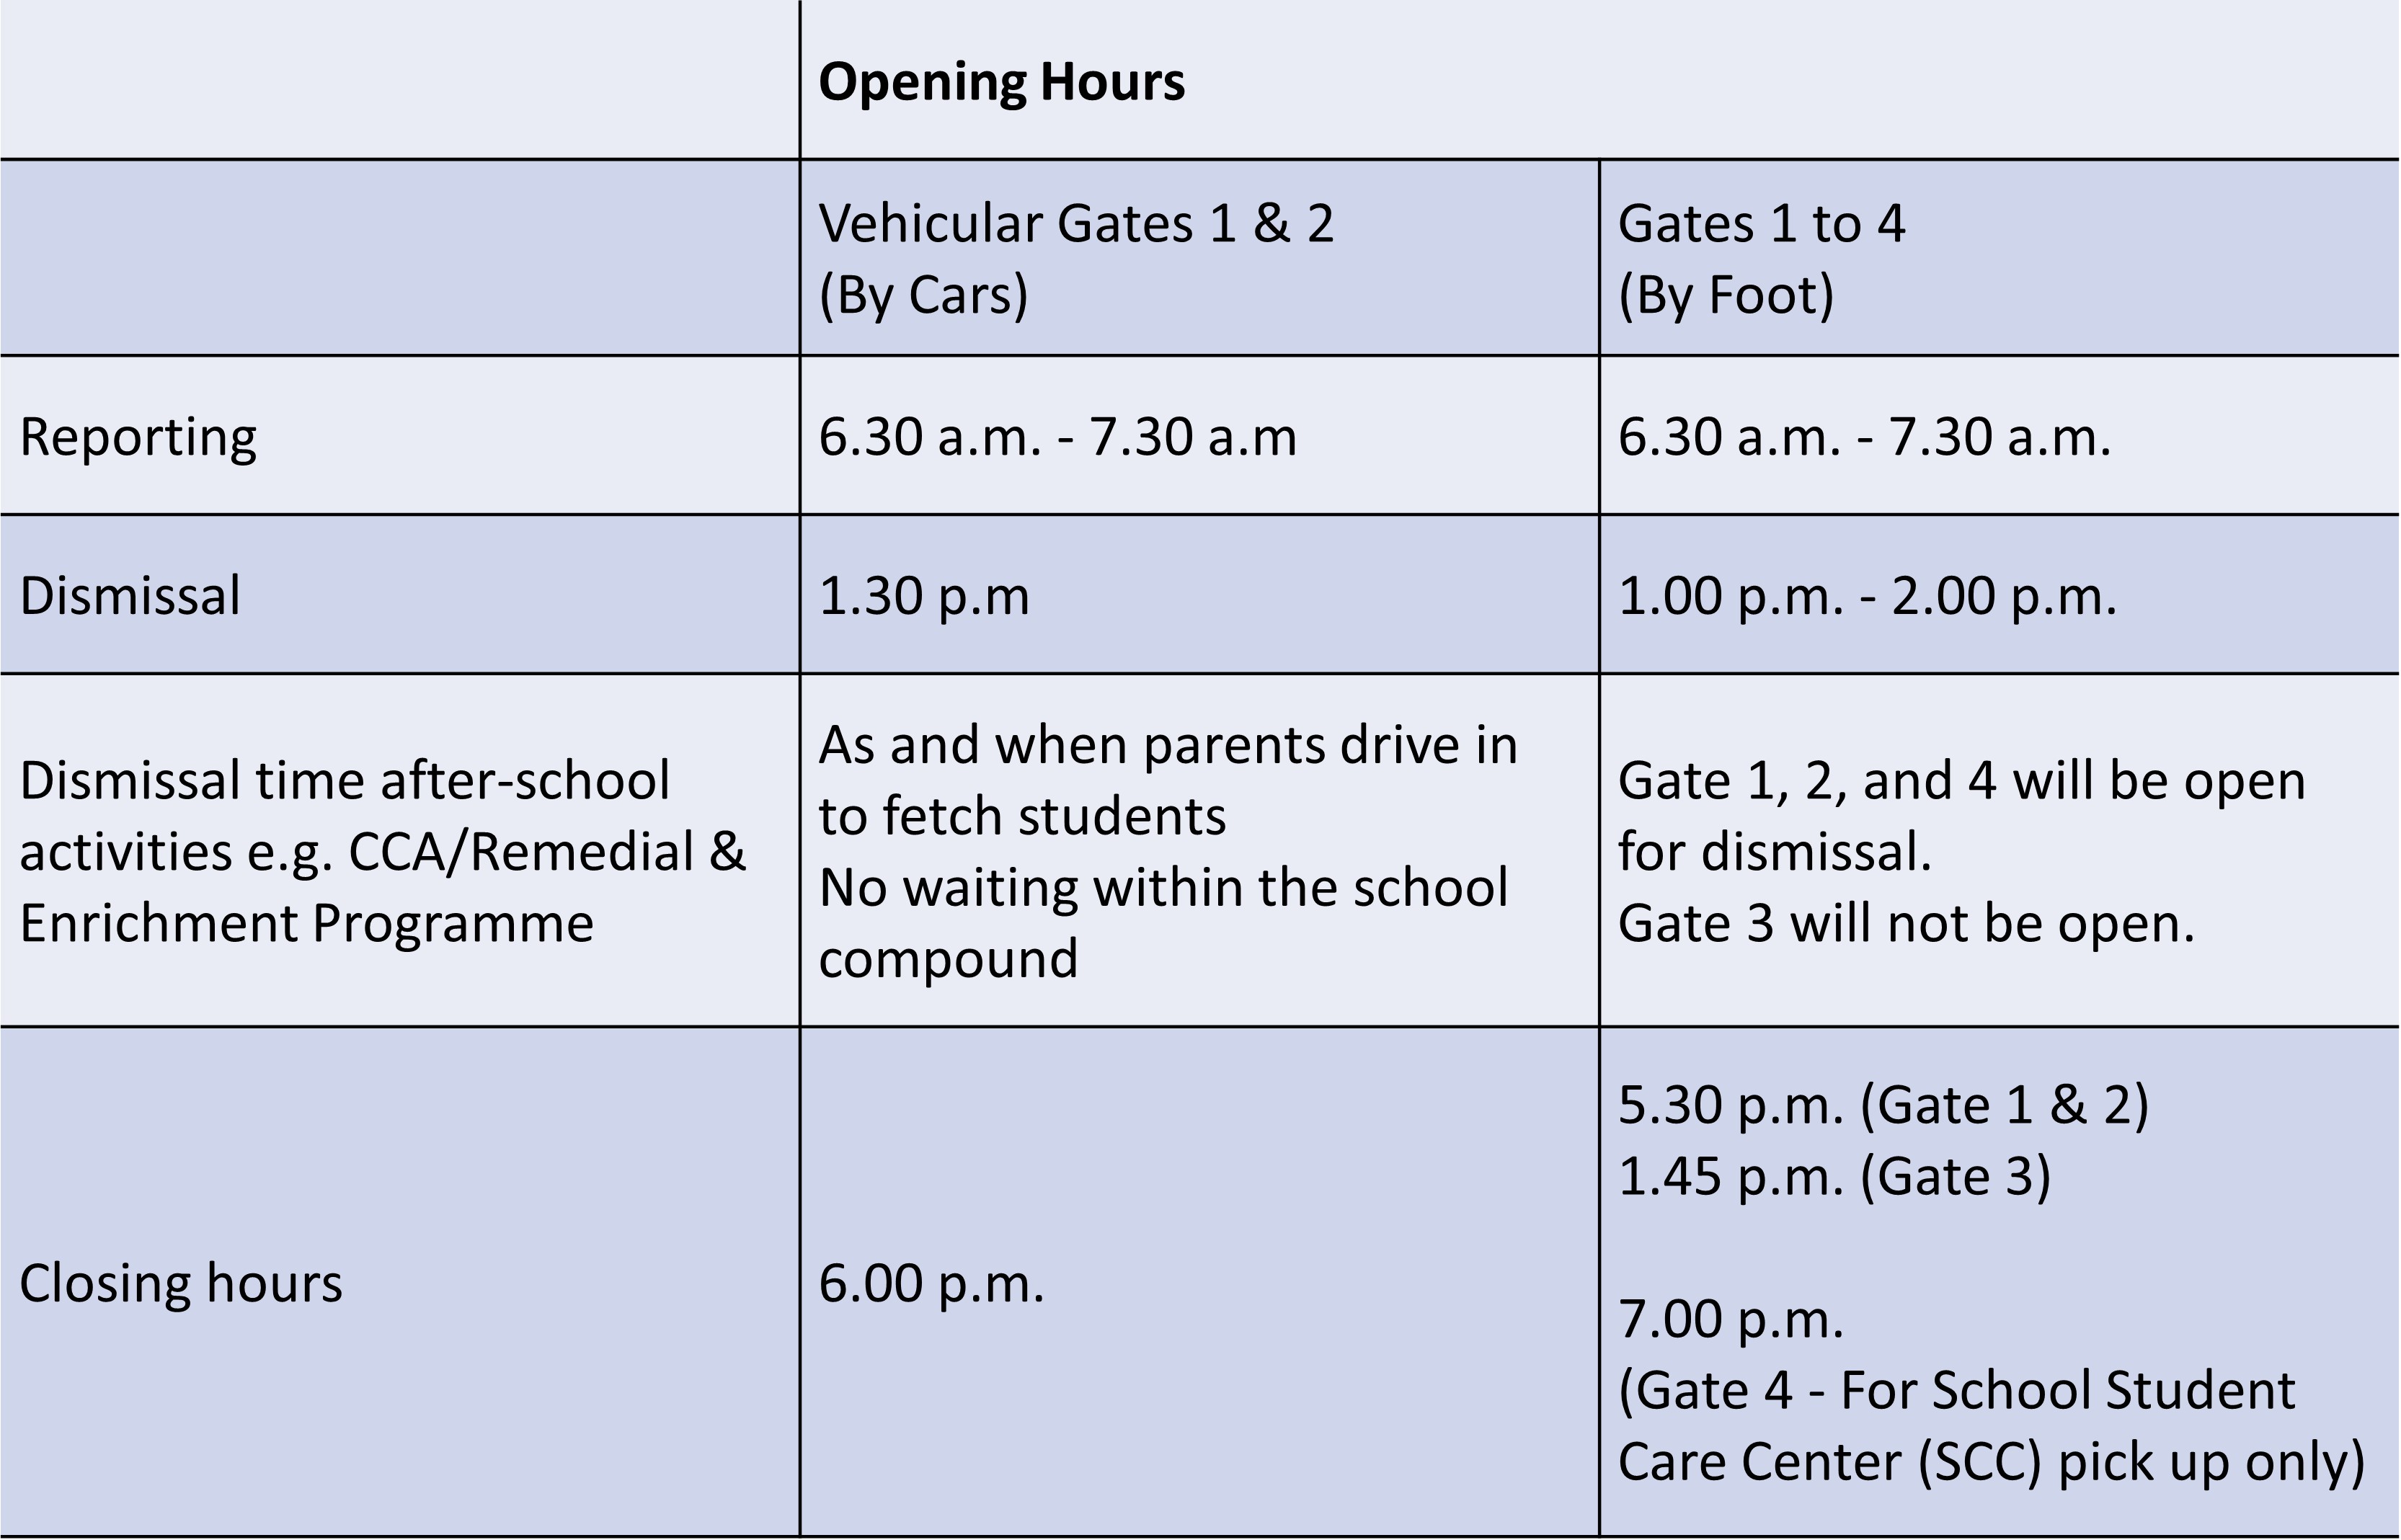 Opening Hours
Vehicular Gates 1 & 2
(By Cars)
Gates 1 to 4
(By Foot)
Reporting
6.30 a.m. - 7.30 a.m
6.30 a.m. - 7.30 a.m.
Dismissal
1.30 p.m
1.00 p.m. - 2.00 p.m.
Dismissal time after-school
activities e.g. CCA/Remedial &
Enrichment Programme
As and when parents drive in
to fetch students
No waiting within the school
compound
Gate 1, 2, and 4 will be open
for dismissal.
Gate 3 will not be open.
Closing hours
6.00 p.m.
5.30 p.m. (Gate 1 & 2)
1.45 p.m. (Gate 3)
7.00 p.m.
(Gate 4 - For School Student
Care Center (SCC) pick up only)